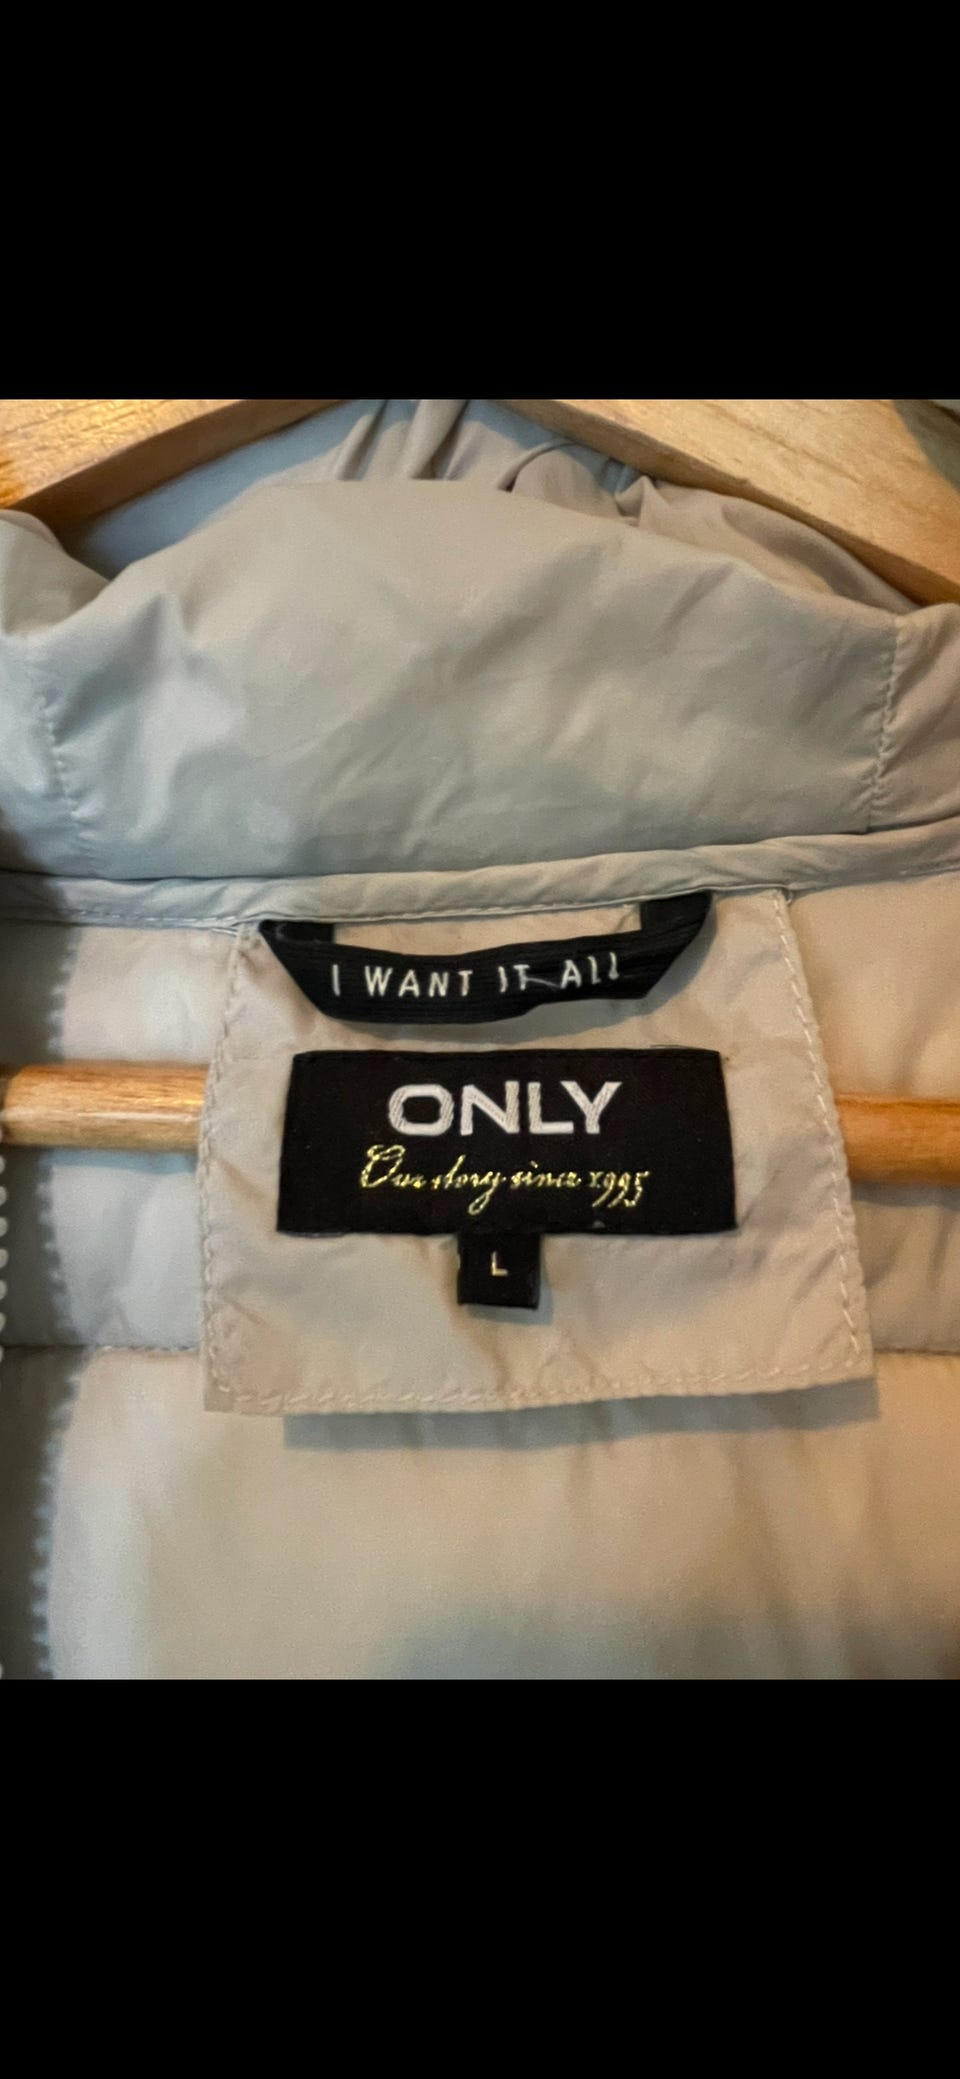 I WANT IT ALL
ONLY
Our story since 1995
L